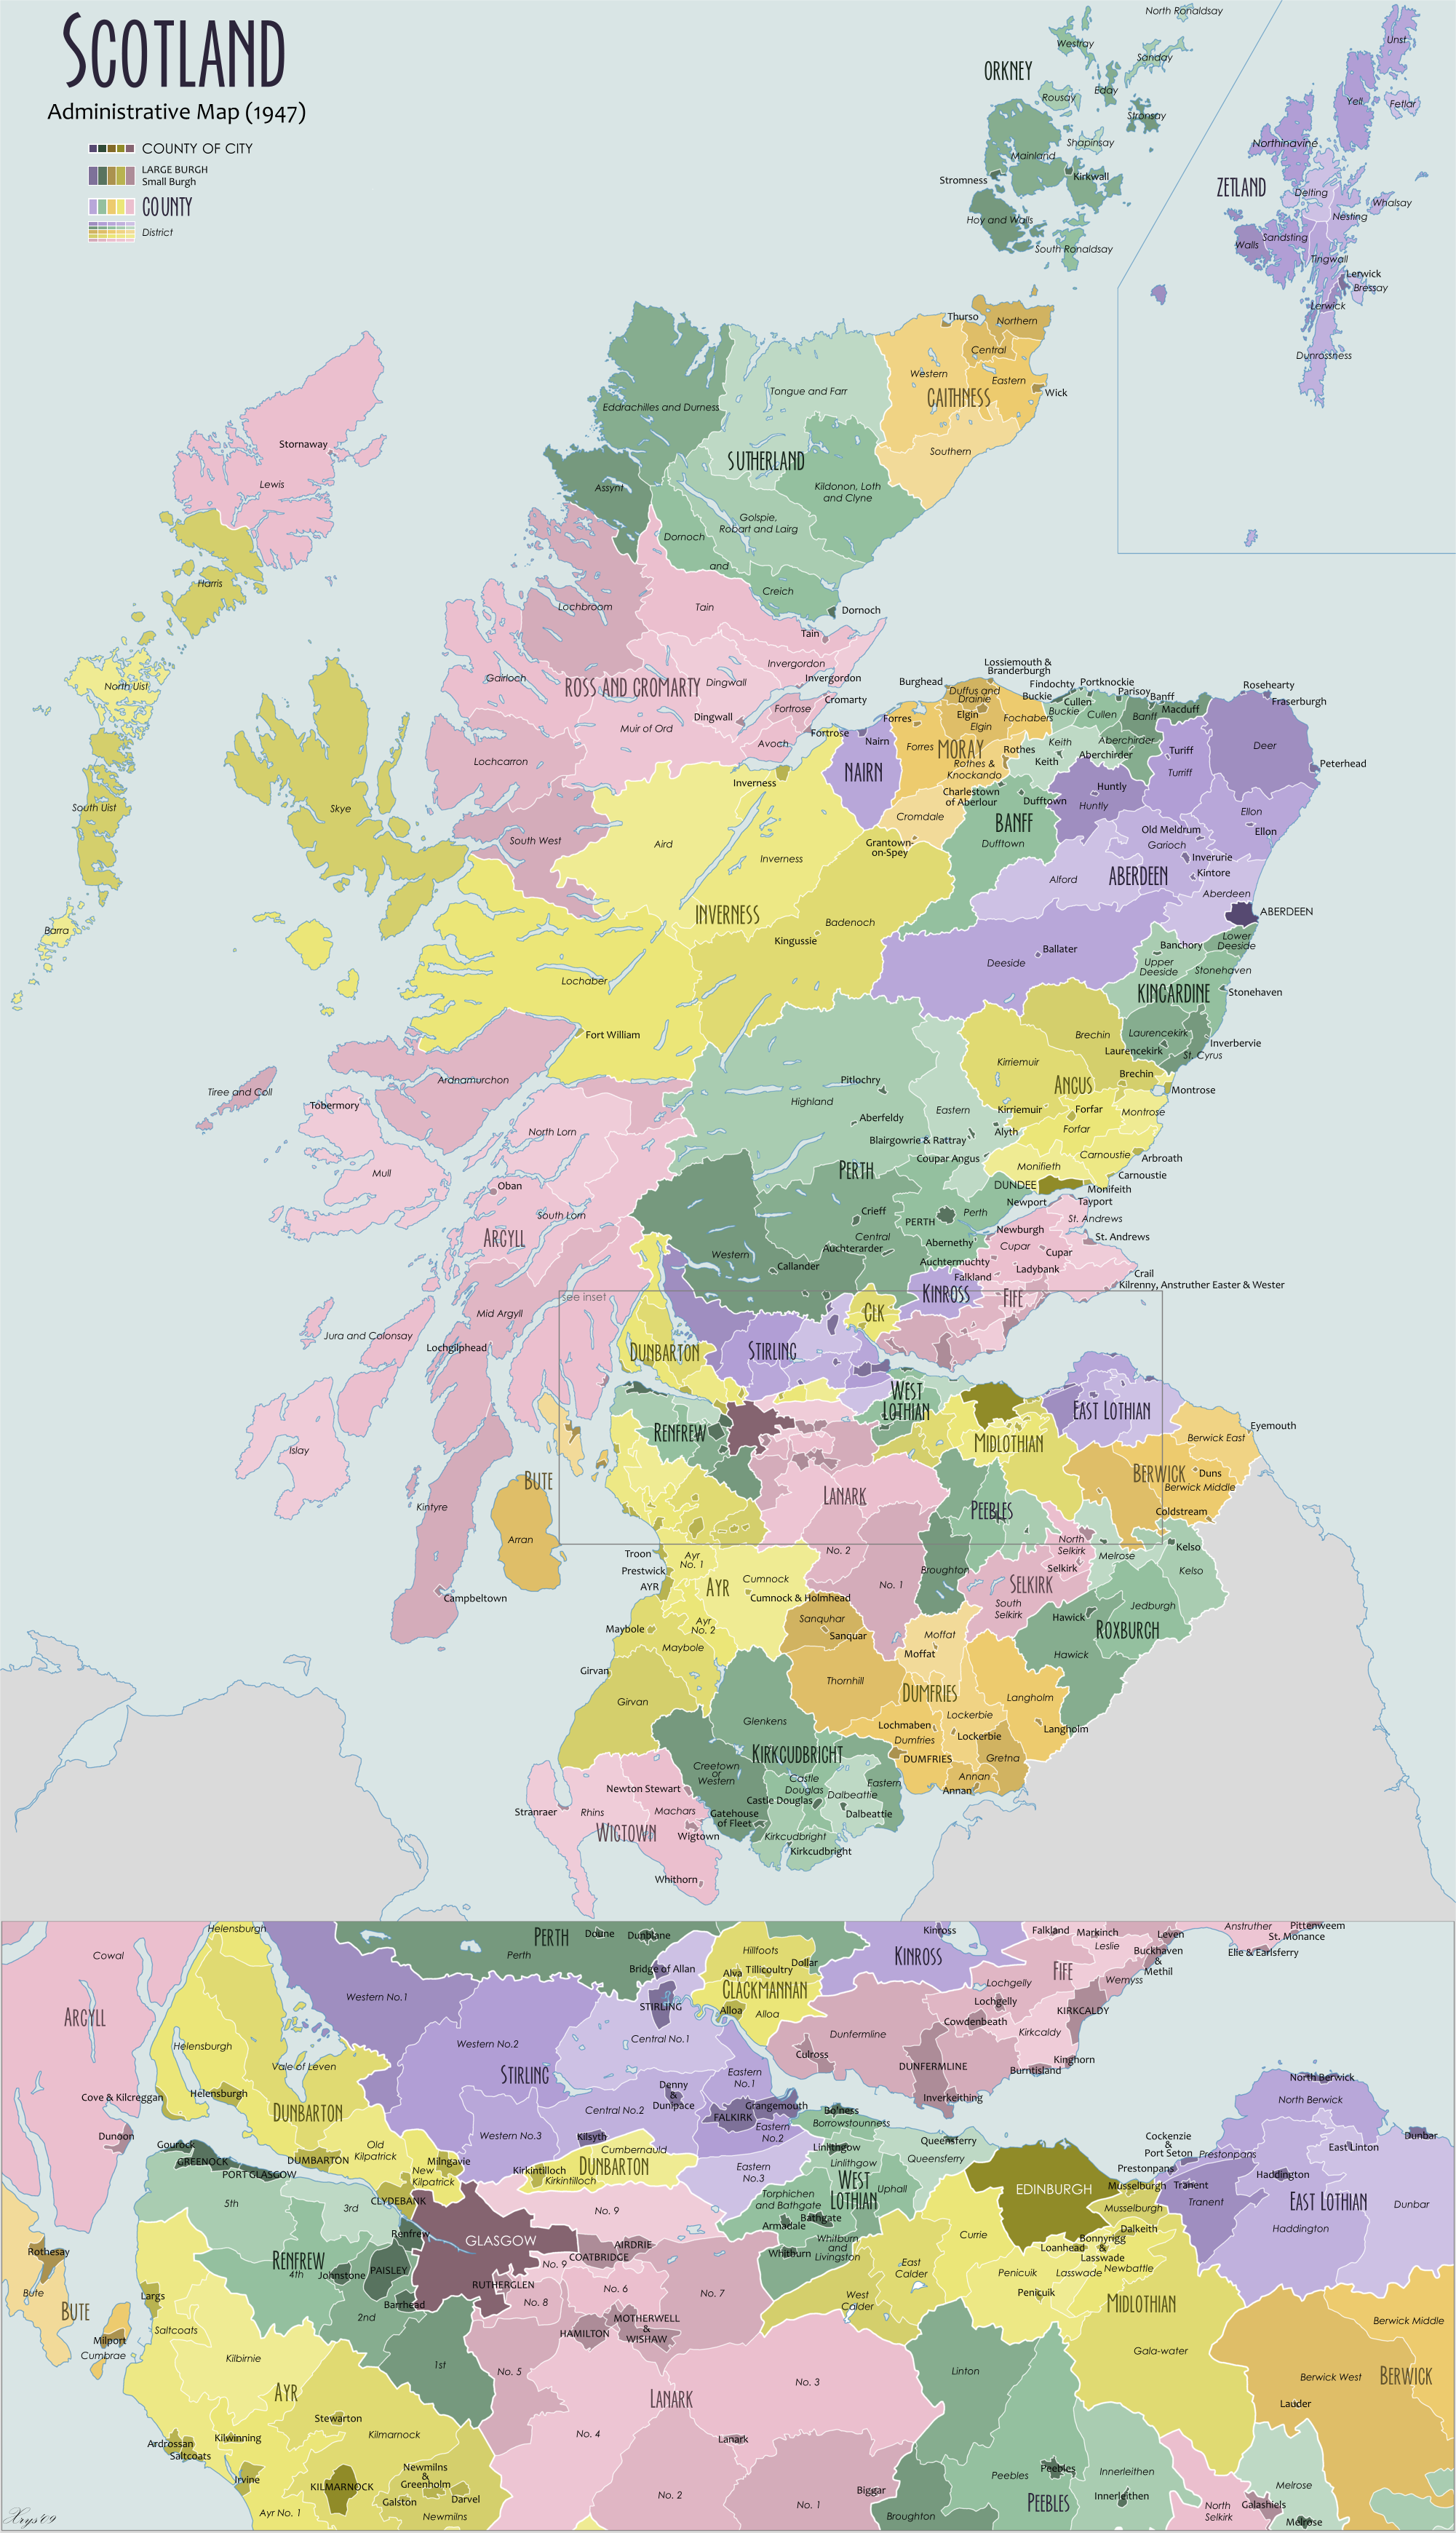 SCOTLAND
Administrative Map (1947)
COUNTY OF CITY
LARGE BURGH
Small Burgh
COUNTY
District
North Ronaldsay
Westray
Sanday
ORKNEY
Rousay
Eday
Stronsay
Shapinsay
Mainland
Kirkwall
Stromness
Hoy and Walls
South Ronaldsay
Unst
Yell
Fetlar
Northinavine
ZETLAND
Delting
Whalsay
Nesting
Walls
Sandsting
Tingwall
Lerwick
Bressay
Lerwick
Dunrossness
Thurso
Northern
Central
Western
Eastern
CAITHNESS
Wick
Southern
Tongue and Farr
Eddrachilles and Durness
SUTHERLAND
Assynt
Kildonon, Loth
and Clyne
Golspie,
Robart and Lairg
Dornoch
and
Creich
Dornoch
Stornaway
Lewis
Harris
North Uist
South Uist
Barra
Skye
Lochbroom
Tain
Tain
Invergordon
Invergordon
Gairloch
ROSS AND CROMARTY
Dingwall
Cromarty
Fortrose
Dingwall
Muir of Ord
Fortrose
Avoch
Lochcarron
South West
Inverness
Aird
Inverness
INVERNESS
Badenoch
Kingussie
Lochaber
Fort William
Nairn
NAIRN
Lossiemouth &
Branderburgh
Burghead
Duffus and
Drainie
Forres
Elgin
Elgin
Fochabers
Forres
MORAY
Rothes
Rothes &
Knockando
Cromdale
Grantown-
on-Spey
Findochty
Portknockie
Buckie
Cullen
Parisoy
Banff
Macduff
Buckie
Cullen
Banff
Keith
Keith
Aberchirder
Aberchirder
Charlestown
of Aberlour
Dufftown
BANFF
Dufftown
Rosehearty
Fraserburgh
Turiff
Deer
Turriff
Peterhead
Huntly
Huntly
Ellon
Ellon
Old Meldrum
Garioch
Inverurie
Kintore
Alford
ABERDEEN
Aberdeen
ABERDEEN
Ballater
Deeside
Banchory
Lower
Deeside
Upper
Deeside
Stonehaven
Stonehaven
KINCARDINE
Laurencekirk
Laurencekirk
Inverbervie
St. Cyrus
Brechin
Kirriemuir
ANGUS
Brechin
Montrose
Montrose
Kirriemuir
Forfar
Forfar
Carnoustie
Arbroath
Monifieth
Carnoustie
DUNDEE
Monifeith
Pitlochry
Highland
Aberfeldy
Eastern
Blairgowrie & Rattray
Alyth
Coupar Angus
PERTH
Crieff
PERTH
Perth
Central
Auchterarder
Abernethy
Western
Callander
Newport
Tayport
St. Andrews
Newburgh
St. Andrews
Cupar
Cupar
Auchtermuchty
Ladybank
Falkland
Crail
Kilrenny, Anstruther Easter & Wester
FIFE
KINROSS
CLK
Tiree and Coll
Ardnamurchon
Tobermory
Mull
North Lorn
Oban
South Lorn
ARGYLL
Mid Argyll
Jura and Colonsay
Lochgilphead
Islay
Kintyre
Campbeltown
see inset
DUNBARTON
STIRLING
WEST
LOTHIAN
EAST LOTHIAN
MIDLOTHIAN
RENFREW
BUTE
Arran
LANARK
PEEBLES
Eyemouth
Berwick East
BERWICK
Duns
Berwick Middle
Coldstream
No. 2
No. 1
Broughton
North
Selkirk
Selkirk
SELKIRK
South
Selkirk
Melrose
Kelso
Kelso
Jedburgh
Hawick
ROXBURGH
Hawick
Troon
Prestwick
AYR
Ayr
No. 1
AYR
Cumnock
Cumnock & Holmhead
Ayr
No. 2
Maybole
Maybole
Girvan
Girvan
Sanquhar
Sanquar
Moffat
Moffat
Thornhill
DUMFRIES
Langholm
Lockerbie
Lochmaben
Lockerbie
Langholm
Dumfries
DUMFRIES
Gretna
Annan
Annan
Glenkens
KIRKCUDBRIGHT
Creetown
or
Western
Castle
Douglas
Eastern
Castle Douglas
Dalbeattie
Dalbeattie
Gatehouse
of Fleet
Kirkcudbright
Kirkcudbright
Newton Stewart
Stranraer
Rhins
Machars
WIGTOWN
Wigtown
Whithorn
Cowal
ARGYLL
Dunoon
Helensburgh
Helensburgh
Helensburgh
Cove & Kilcreggan
Vale of Leven
DUNBARTON
Old
Kilpatrick
DUMBARTON
New
Kilpatrick
Milngavie
CLYDEBANK
PERTH
Perth
Doune
Dunblane
Western No.1
Western No.2
Western No.3
STIRLING
Bridge of Allan
STIRLING
Central No.1
Central No.2
Denny
&
Dunipace
Kilsyth
Eastern
No.1
Grangemouth
FALKIRK
Eastern
No.2
Eastern
No.3
Cumbernauld
DUNBARTON
Kirkintilloch
Kirkintilloch
Hillfoots
Dollar
Alva
Tillicoultry
CLACKMANNAN
Alloa
Alloa
Kinross
KINROSS
Falkland
Markinch
Leslie
Leven
Buckhaven
&
Methil
Anstruther
Pittenweem
St. Monance
Elie & Earlsferry
FIFE
Wemyss
Lochgelly
Lochgelly
KIRKCALDY
Cowdenbeath
Kirkcaldy
Dunfermline
Culross
DUNFERMLINE
Kinghorn
Burntisland
Inverkeithing
Gourock
GREENOCK
PORT GLASGOW
5th
3rd
Renfrew
RENFREW
4th
Johnstone
PAISLEY
Barrhead
2nd
1st
GLASGOW
RUTHERGLEN
No. 9
No. 9
AIRDRIE
COATBRIDGE
No. 8
No. 6
No. 7
HAMILTON
MOTHERWELL
&
WISHAW
No. 5
No. 3
LANARK
No. 4
Lanark
No. 2
No. 1
Biggar
Bo'ness
Borrowstounness
Linlithgow
Linlithgow
Queensferry
Queensferry
Torphichen
and Bathgate
WEST
LOTHIAN
Uphall
Armadale
Bathgate
Whitburn
Whitburn
and
Livingston
EDINBURGH
Currie
East
Calder
West
Calder
Musselburgh
Musselburgh
Dalkeith
Bonnyrigg
&
Lasswade
Loanhead
Newbattle
Lasswade
Penicuik
Penicuik
MIDLOTHIAN
Gala-water
North Berwick
North Berwick
Cockenzie
&
Port Seton
Prestonpans
Prestonpans
Tranent
Tranent
East Linton
Dunbar
Haddington
EAST LOTHIAN
Dunbar
Haddington
Berwick Middle
Berwick West
BERWICK
Lauder
Rothesay
Bute
BUTE
Milport
Cumbrae
Largs
Saltcoats
Kilbirnie
AYR
Stewarton
Kilmarnock
Ardrossan
Saltcoats
Kilwinning
Irvine
KILMARNOCK
Newmilns
&
Greenholm
Galston
Darvel
Newmilns
Ayr No. 1
Linton
Peebles
Peebles
PEEBLES
Innerleithen
Innerleithen
Broughton
North
Selkirk
Galashiels
Melrose
Melrose
Xrys'09